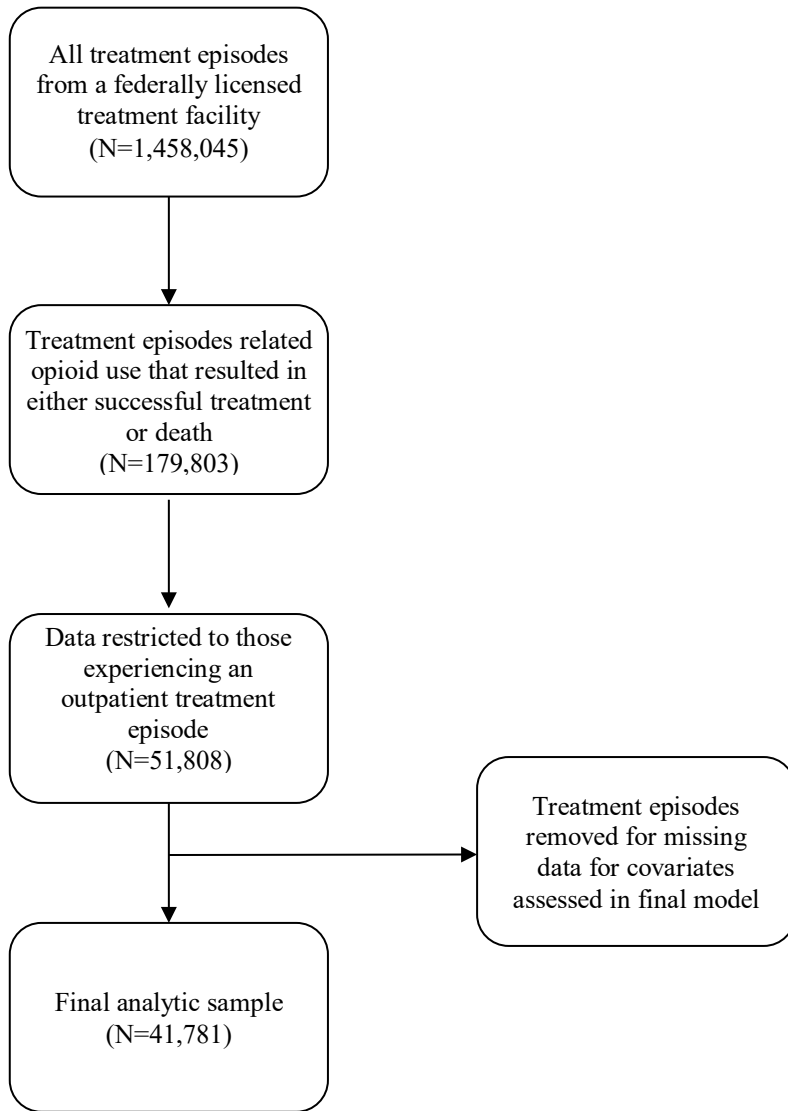 All treatment episodes
from a federally licensed
treatment facility
(N=1,458,045)
Treatment episodes related
opioid use that resulted in
either successful treatment
or death
(N=179,803)
Data restricted to those
experiencing an
outpatient treatment
episode
(N=51,808)
Treatment episodes
removed for missing
data for covariates
assessed in final model
Final analytic sample
(N=41,781)